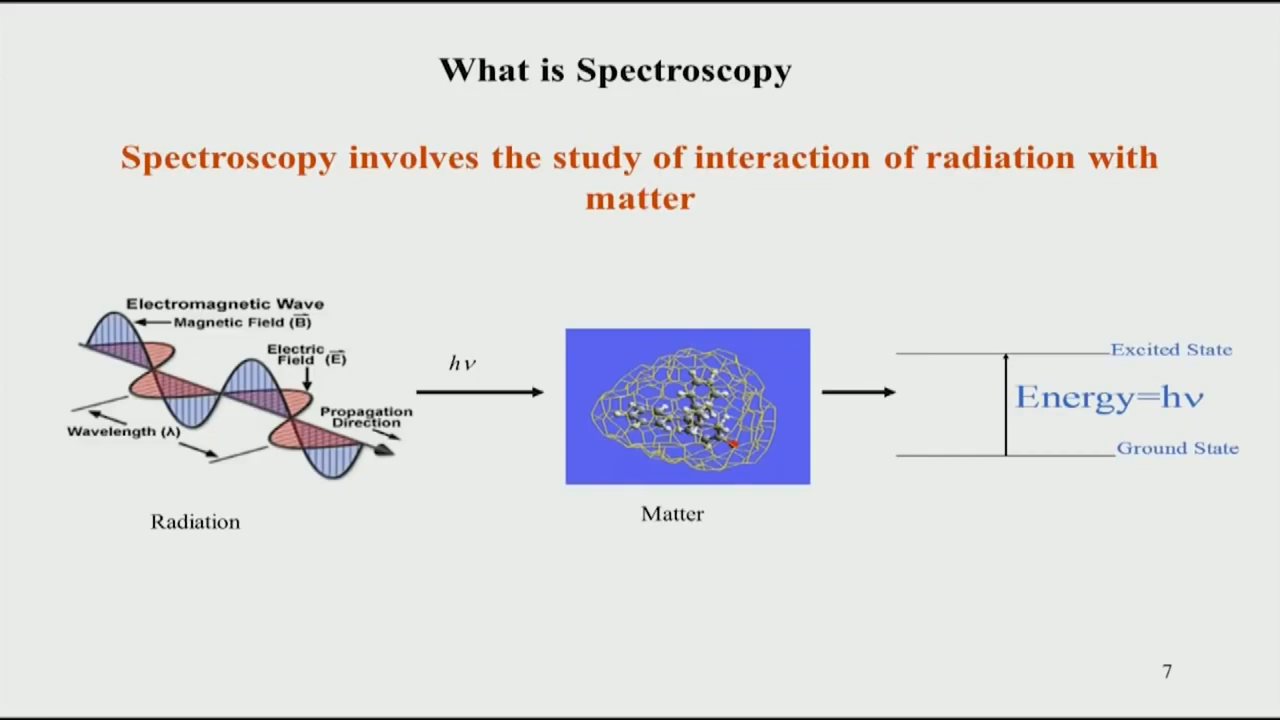 What is Spectroscopy
Spectroscopy involves the study of interaction of radiation with
matter
Electromagnetic Wave
Magnetic Field (B⃗)
Electric
Field (E⃗)
Propagation
Direction
Wavelength (λ)
Radiation
hν
Matter
Excited State
Energy=hν
Ground State
7